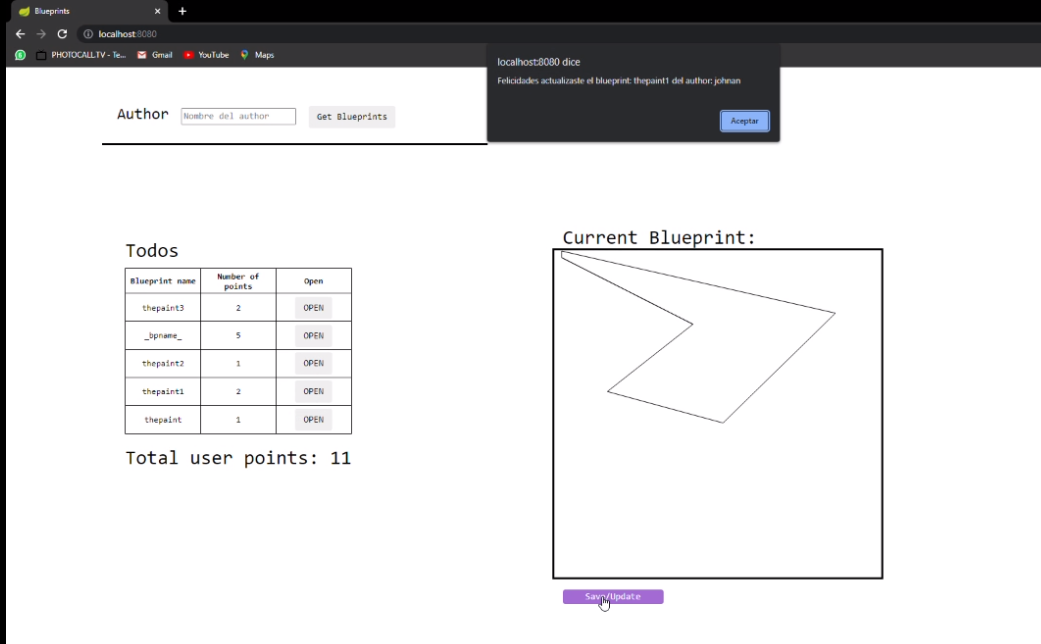 Blueprints
localhost:8080
PHOTOCALL.TV - Te... Gmail YouTube Maps
localhost:8080 dice
Felicidades actualizaste el blueprint: thepaint1 del author: johnan
Aceptar
Author Nombre del author Get Blueprints
Todos
Blueprint name Number of points Open
thepaint3 2 OPEN
_bpname_ 5 OPEN
thepaint2 1 OPEN
thepaint1 2 OPEN
thepaint 1 OPEN
Total user points: 11
Current Blueprint:
Save/Update